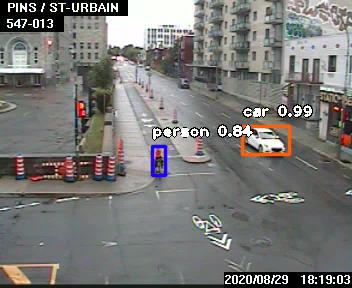 PINS / ST-URBAIN
547-013
car 0.99
person 0.84
2020/08/29 18:19:03